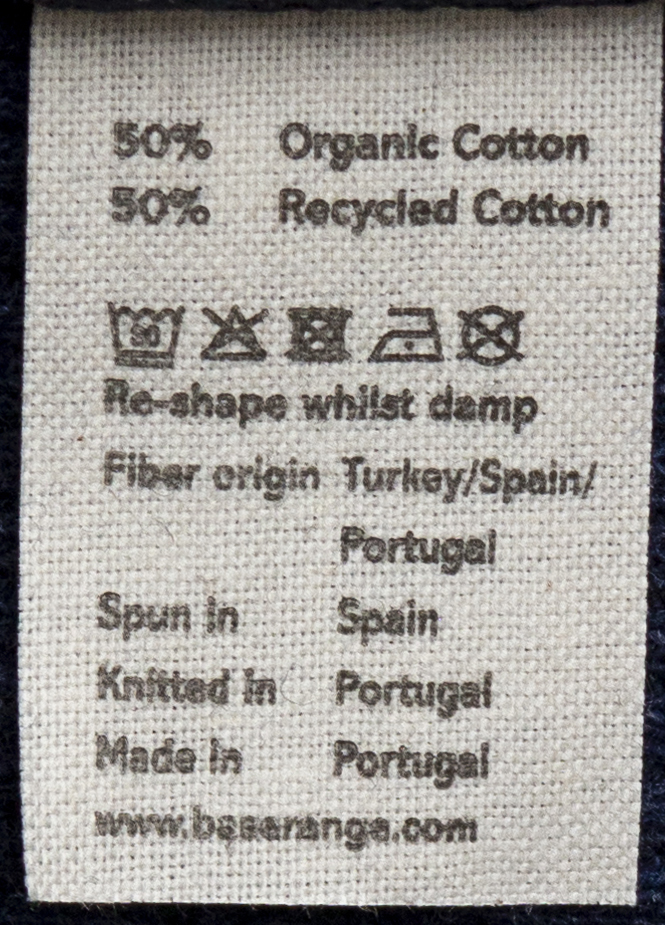 50% Organic Cotton
50% Recycled Cotton
30
Re-shape whilst damp
Fiber origin Turkey/Spain/
Portugal
Spun in Spain
Knitted in Portugal
Made in Portugal
www.baserange.com